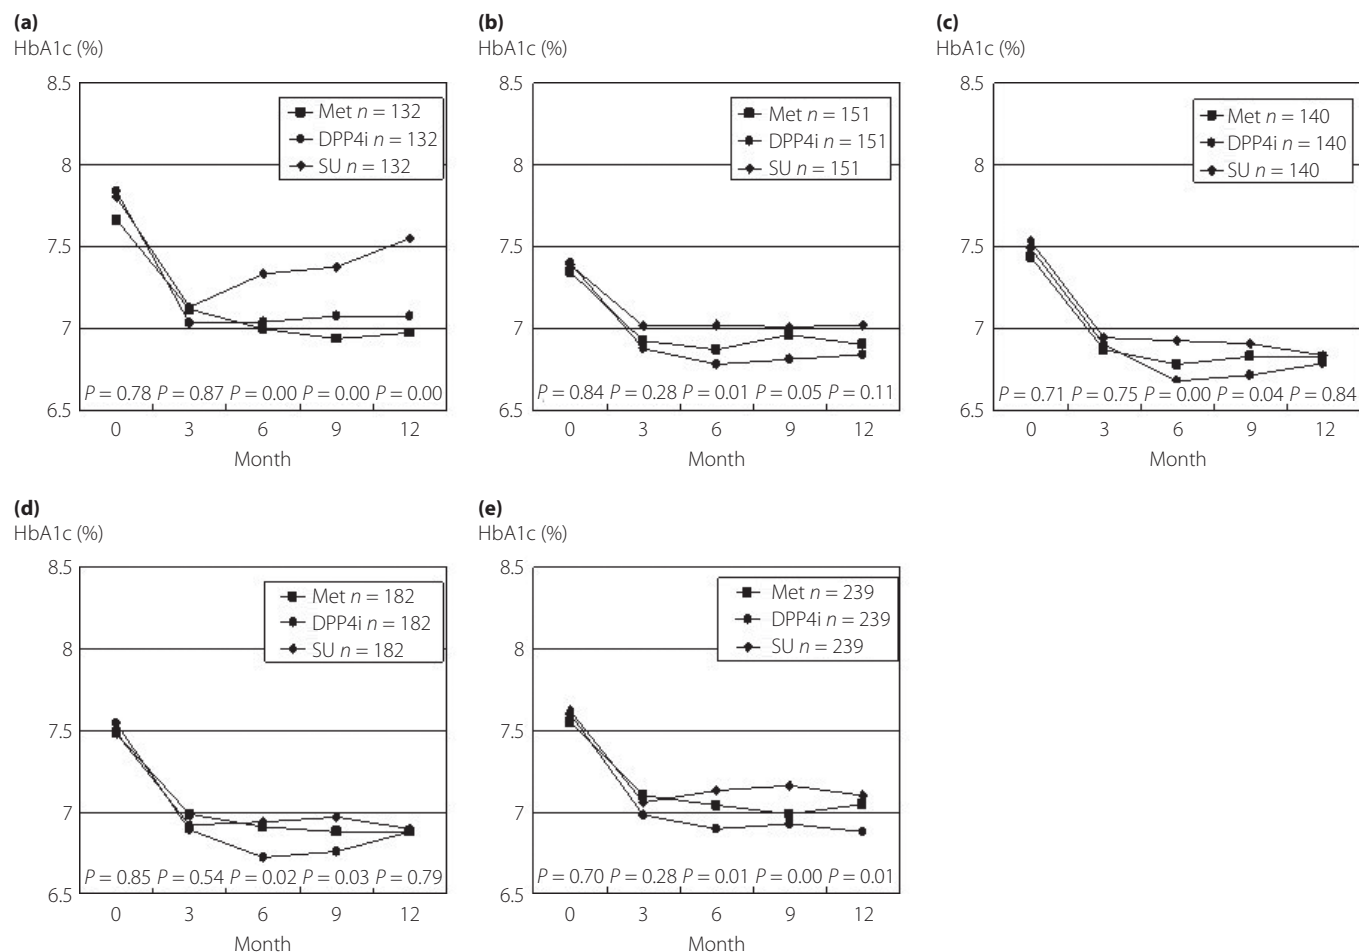 (a)
HbA1c (%)
8.5
8
7.5
7
6.5
Met n = 132
DPP4i n = 132
SU n = 132
P = 0.78 P = 0.87 P = 0.00 P = 0.00 P = 0.00
0 3 6 9 12
Month
(b)
HbA1c (%)
8.5
8
7.5
7
6.5
Met n = 151
DPP4i n = 151
SU n = 151
P = 0.84 P = 0.28 P = 0.01 P = 0.05 P = 0.11
0 3 6 9 12
Month
(c)
HbA1c (%)
8.5
8
7.5
7
6.5
Met n = 140
DPP4i n = 140
SU n = 140
P = 0.71 P = 0.75 P = 0.00 P = 0.04 P = 0.84
0 3 6 9 12
Month
(d)
HbA1c (%)
8.5
8
7.5
7
6.5
Met n = 182
DPP4i n = 182
SU n = 182
P = 0.85 P = 0.54 P = 0.02 P = 0.03 P = 0.79
0 3 6 9 12
Month
(e)
HbA1c (%)
8.5
8
7.5
7
6.5
Met n = 239
DPP4i n = 239
SU n = 239
P = 0.70 P = 0.28 P = 0.01 P = 0.00 P = 0.01
0 3 6 9 12
Month